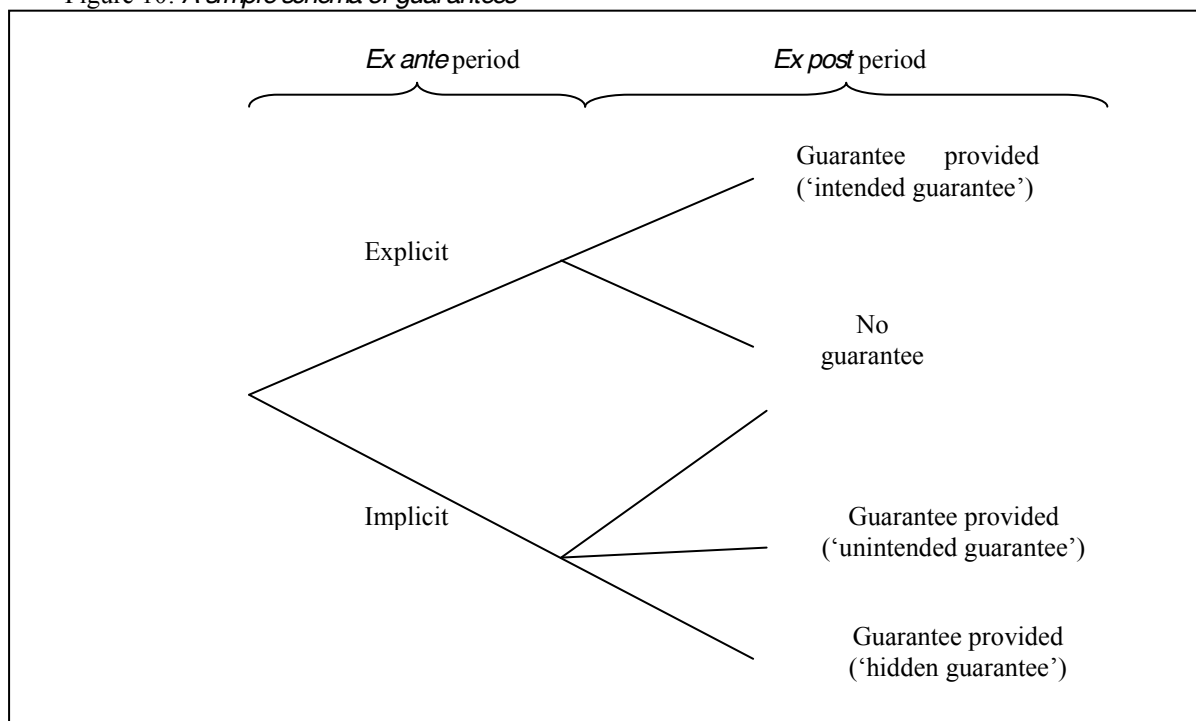 Figure 10: A simple schema of guarantees
Ex ante period
Ex post period
Guarantee provided
(‘intended guarantee’)
Explicit
No
guarantee
Implicit
Guarantee provided
(‘unintended guarantee’)
Guarantee provided
(‘hidden guarantee’)